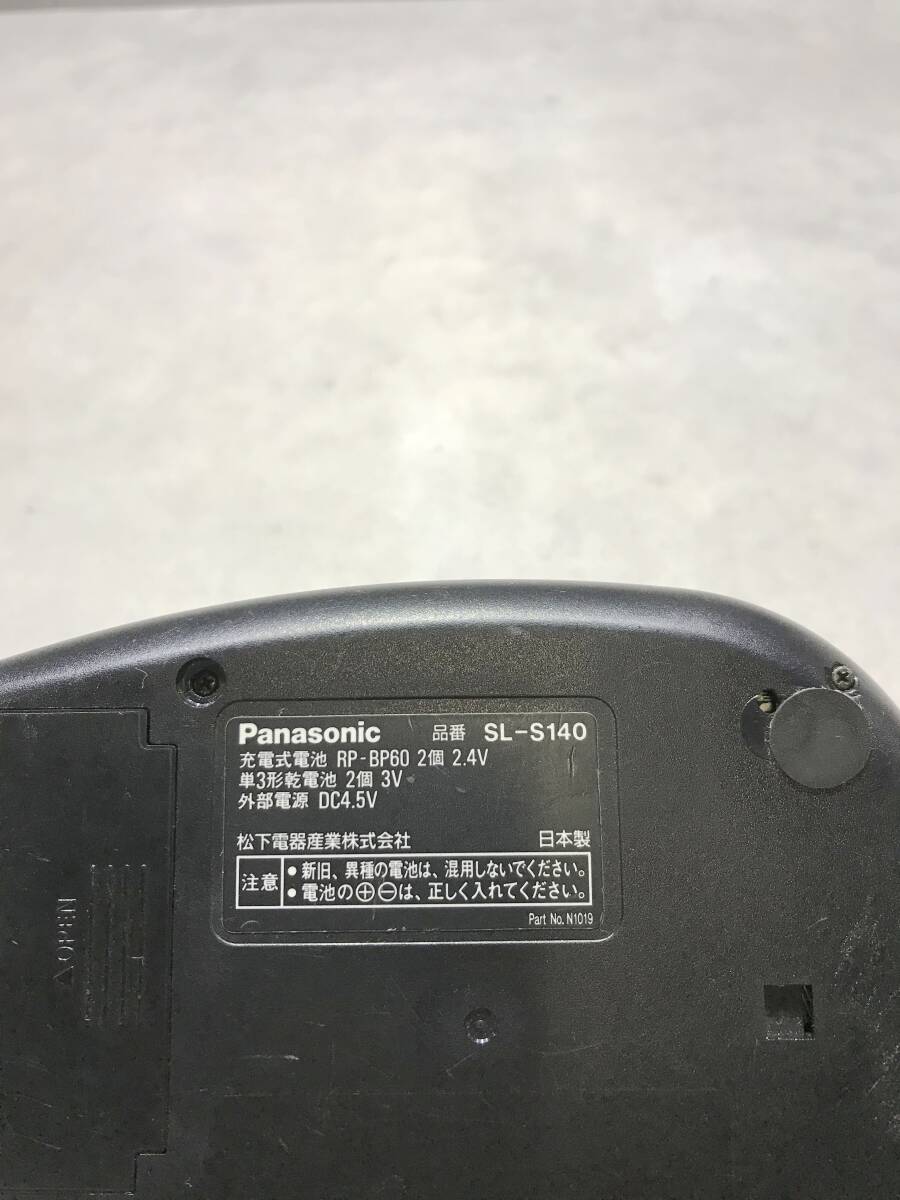 Panasonic 品番 SL-S140
充電式電池 RP-BP60 2個 2.4V
単3形乾電池 2個 3V
外部電源 DC4.5V
松下電器産業株式会社 日本製
注意
● 新旧、異種の電池は、混用しないでください。
● 電池の⊕⊖は、正しく入れてください。
Part No. N1019
△ OPEN